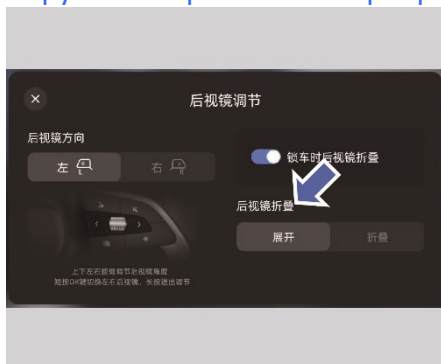 后视镜调节
后视镜方向
左
右
锁车时后视镜折叠
后视镜折叠
展开
折叠
上下左右按键调节后视镜角度
短按OK键切换左右后视镜，长按退出调节